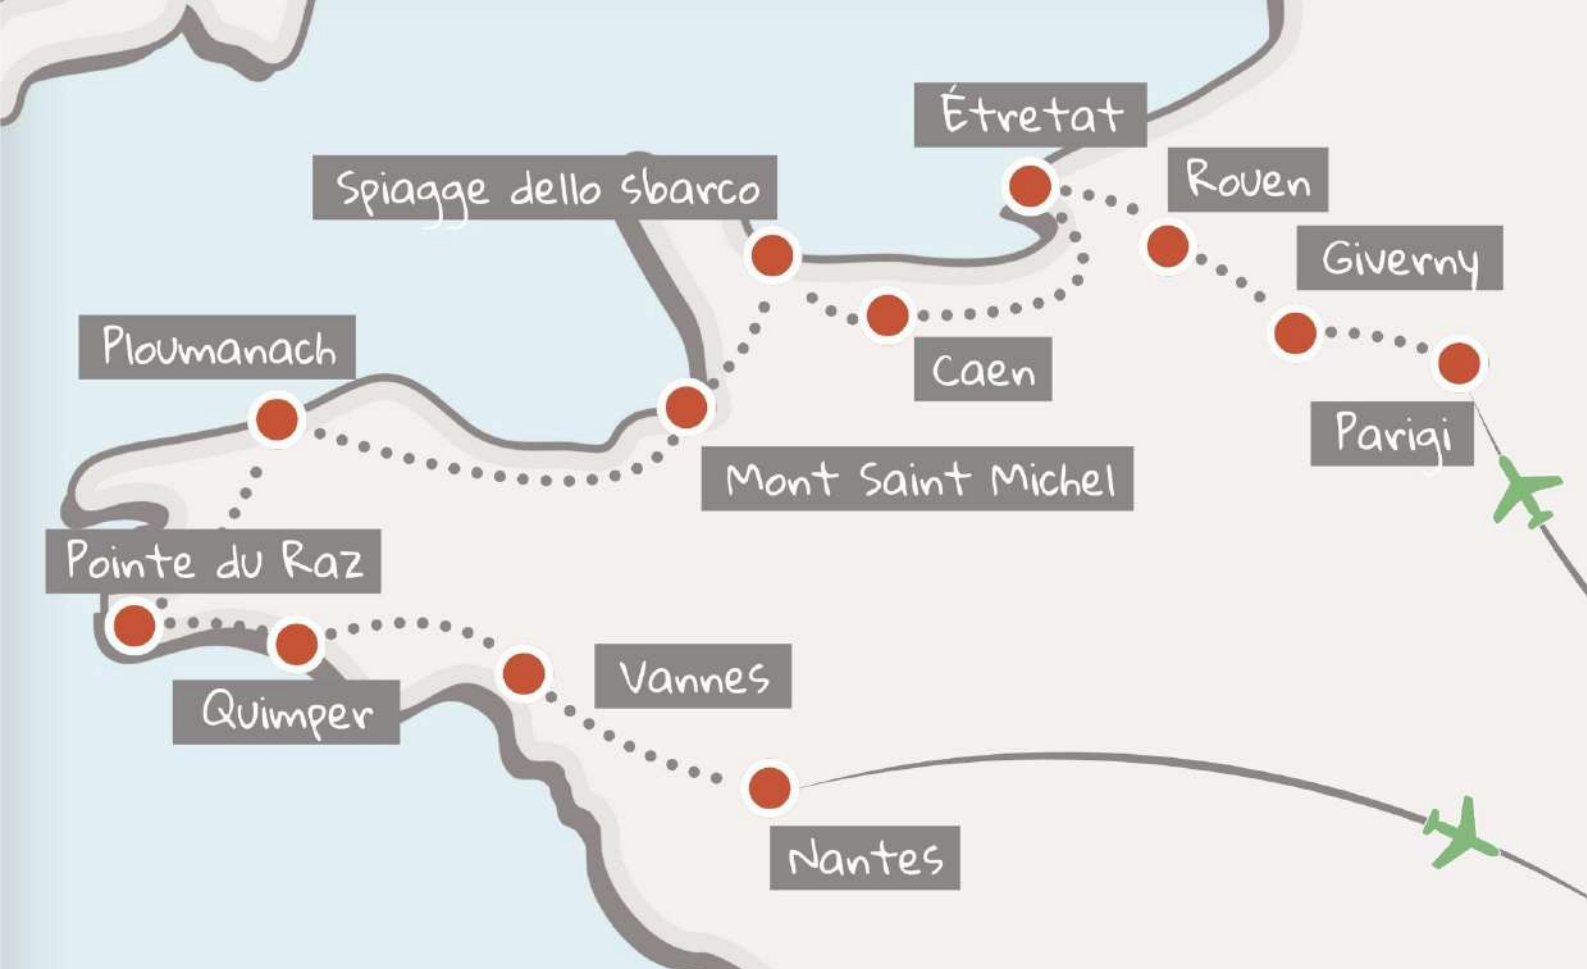 Étretat
Rouen
Spiagge dello sbarco
Giverny
Ploumanach
Caen
Parigi
Mont Saint Michel
Pointe du Raz
Vannes
Quimper
Nantes